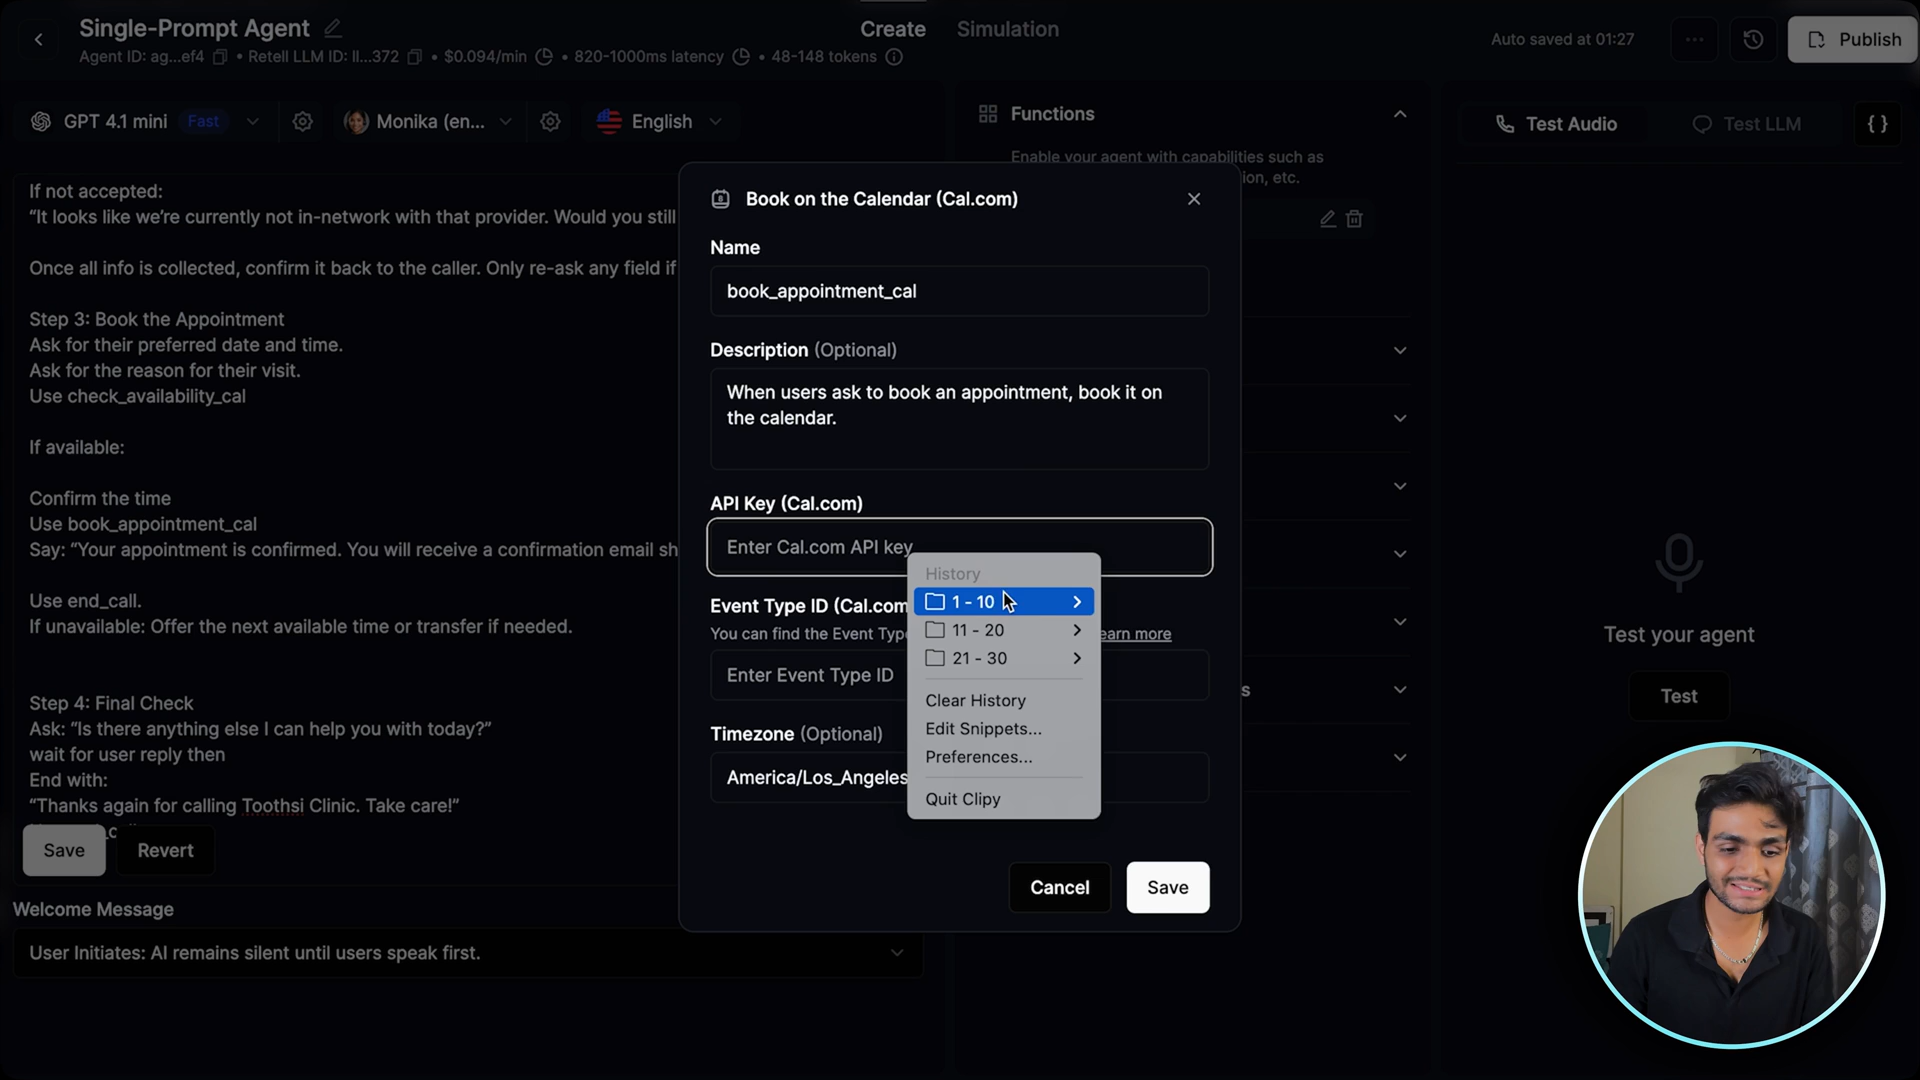 Single-Prompt Agent
Agent ID: ag...ef4 • Retell LLM ID: ll...372 • $0.094/min • 820-1000ms latency • 48-148 tokens
Create
Simulation
Auto saved at 01:27
Publish
GPT 4.1 mini Fast
Monika (en...
English
If not accepted:
“It looks like we’re currently not in-network with that provider. Would you still
Once all info is collected, confirm it back to the caller. Only re-ask any field if
Step 3: Book the Appointment
Ask for their preferred date and time.
Ask for the reason for their visit.
Use check_availability_cal
If available:
Confirm the time
Use book_appointment_cal
Say: “Your appointment is confirmed. You will receive a confirmation email sh
Use end_call.
If unavailable: Offer the next available time or transfer if needed.
Step 4: Final Check
Ask: “Is there anything else I can help you with today?”
wait for user reply then
End with:
“Thanks again for calling Toothsi Clinic. Take care!”
Save
Revert
Welcome Message
User Initiates: AI remains silent until users speak first.
Functions
Enable your agent with capabilities such as
ion, etc.
Book on the Calendar (Cal.com)
Name
book_appointment_cal
Description (Optional)
When users ask to book an appointment, book it on
the calendar.
API Key (Cal.com)
Enter Cal.com API key
Event Type ID (Cal.com
You can find the Event Type
earn more
Enter Event Type ID
Timezone (Optional)
America/Los_Angeles
Cancel
Save
History
1 - 10
11 - 20
21 - 30
Clear History
Edit Snippets...
Preferences...
Quit Clipy
s
Test Audio
Test LLM
{ }
Test your agent
Test